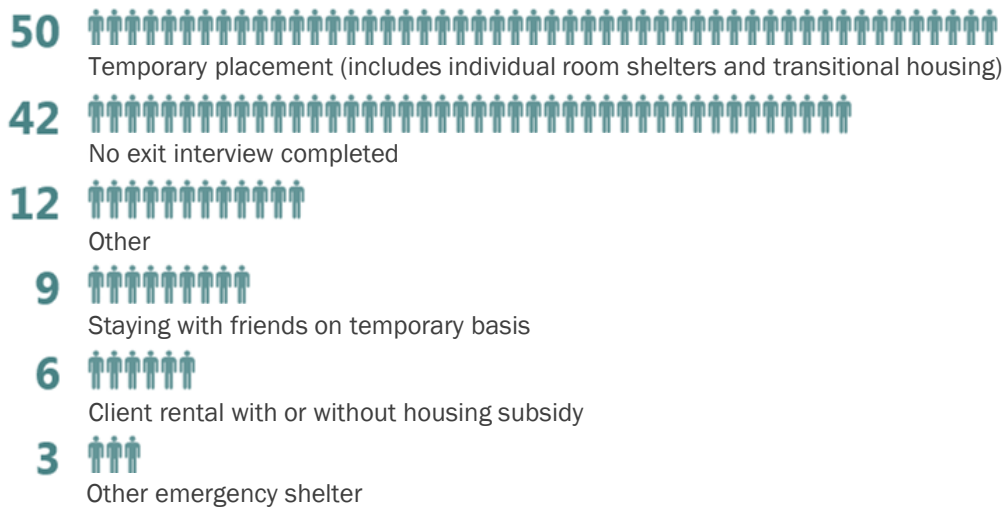 50
Temporary placement (includes individual room shelters and transitional housing)
42
No exit interview completed
12
Other
9
Staying with friends on temporary basis
6
Client rental with or without housing subsidy
3
Other emergency shelter